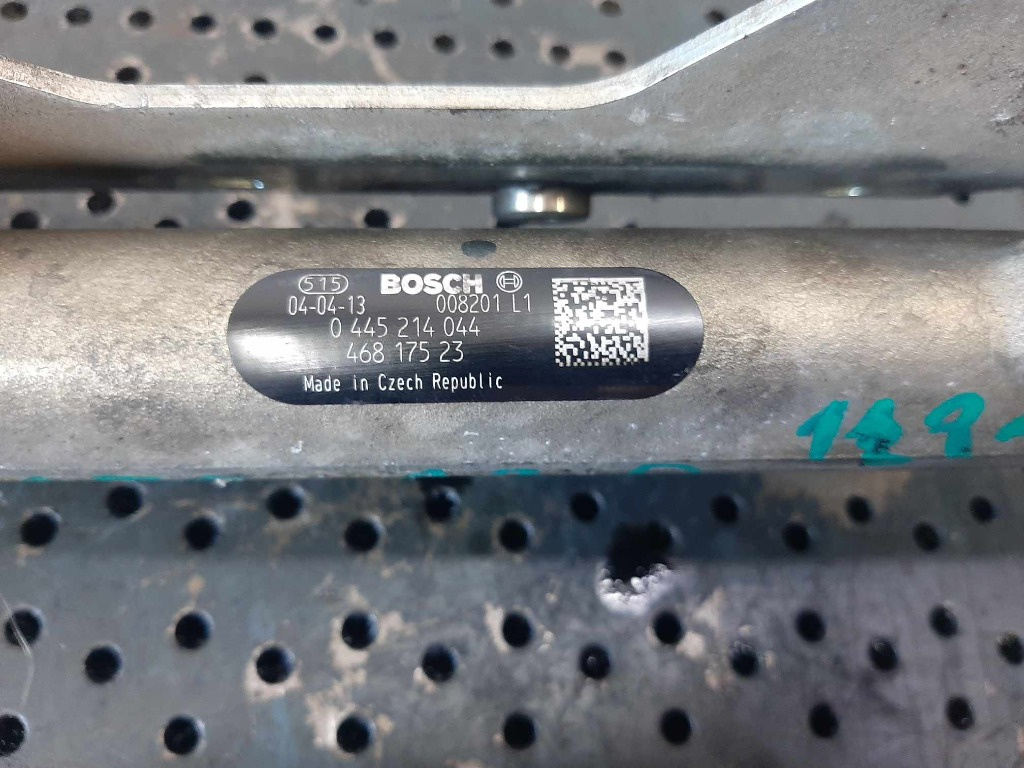 515 BOSCH
04-04-13 008201 L1
0 445 214 044
468 175 23
Made in Czech Republic